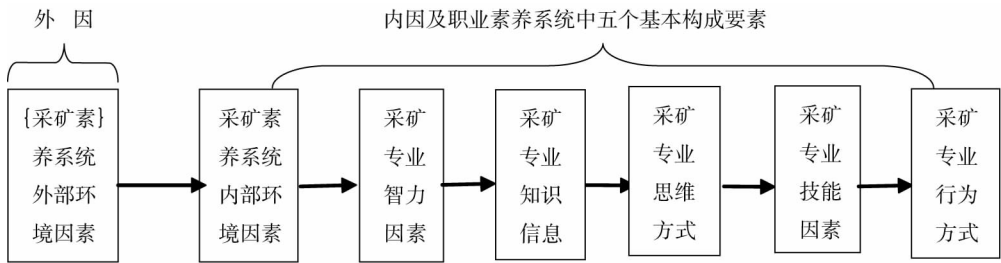 外 因
内因及职业素养系统中五个基本构成要素
{采矿素}
养系统
外部环
境因素
采矿素
养系统
内部环
境因素
采矿
专业
智力
因素
采矿
专业
知识
信息
采矿
专业
思维
方式
采矿
专业
技能
因素
采矿
专业
行为
方式